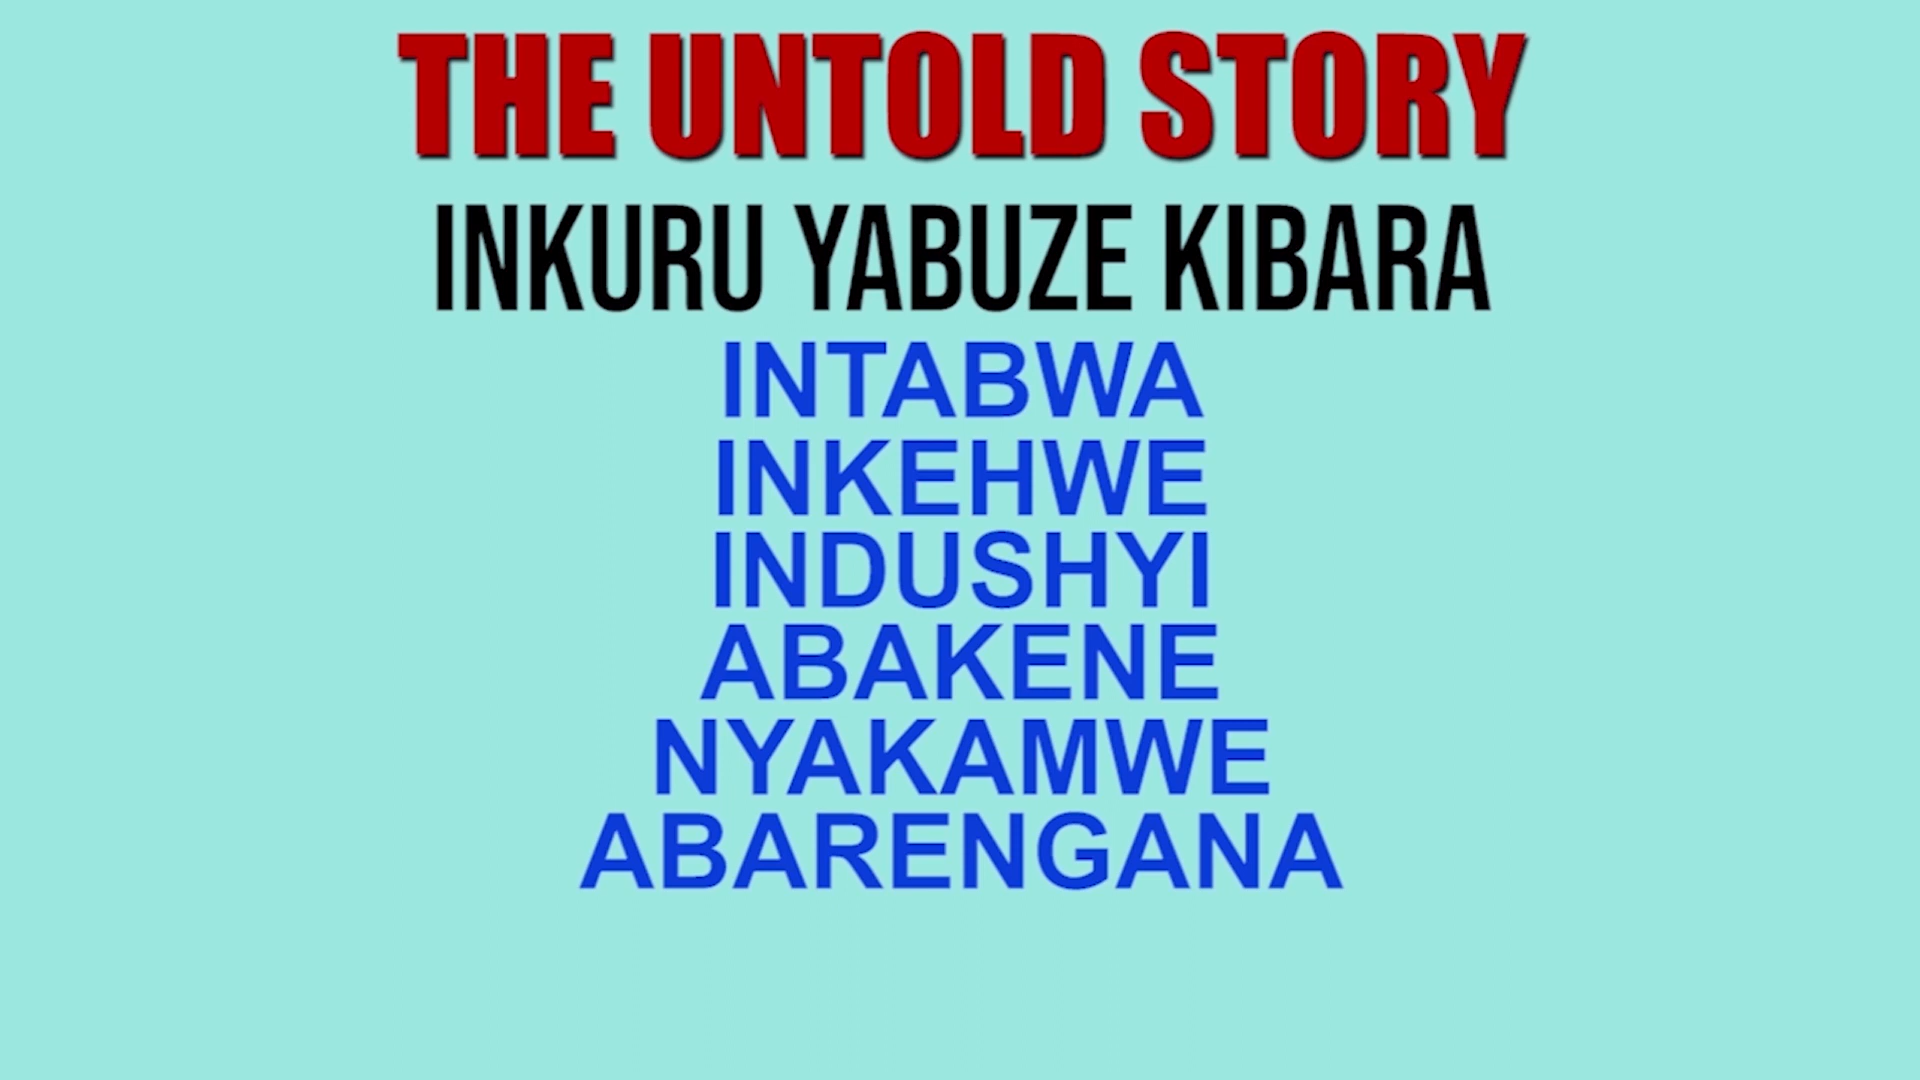 THE UNTOLD STORY
INKURU YABUZE KIBARA
INTABWA
INKEHWE
INDUSHYI
ABAKENE
NYAKAMWE
ABARENGANA